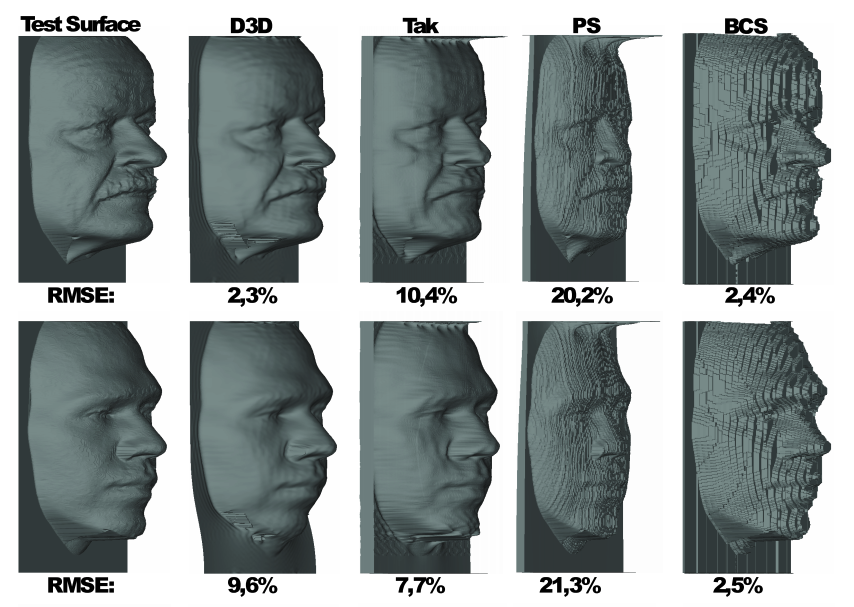 Test Surface D3D Tak PS BCS
RMSE: 2,3% 10,4% 20,2% 2,4%
RMSE: 9,6% 7,7% 21,3% 2,5%